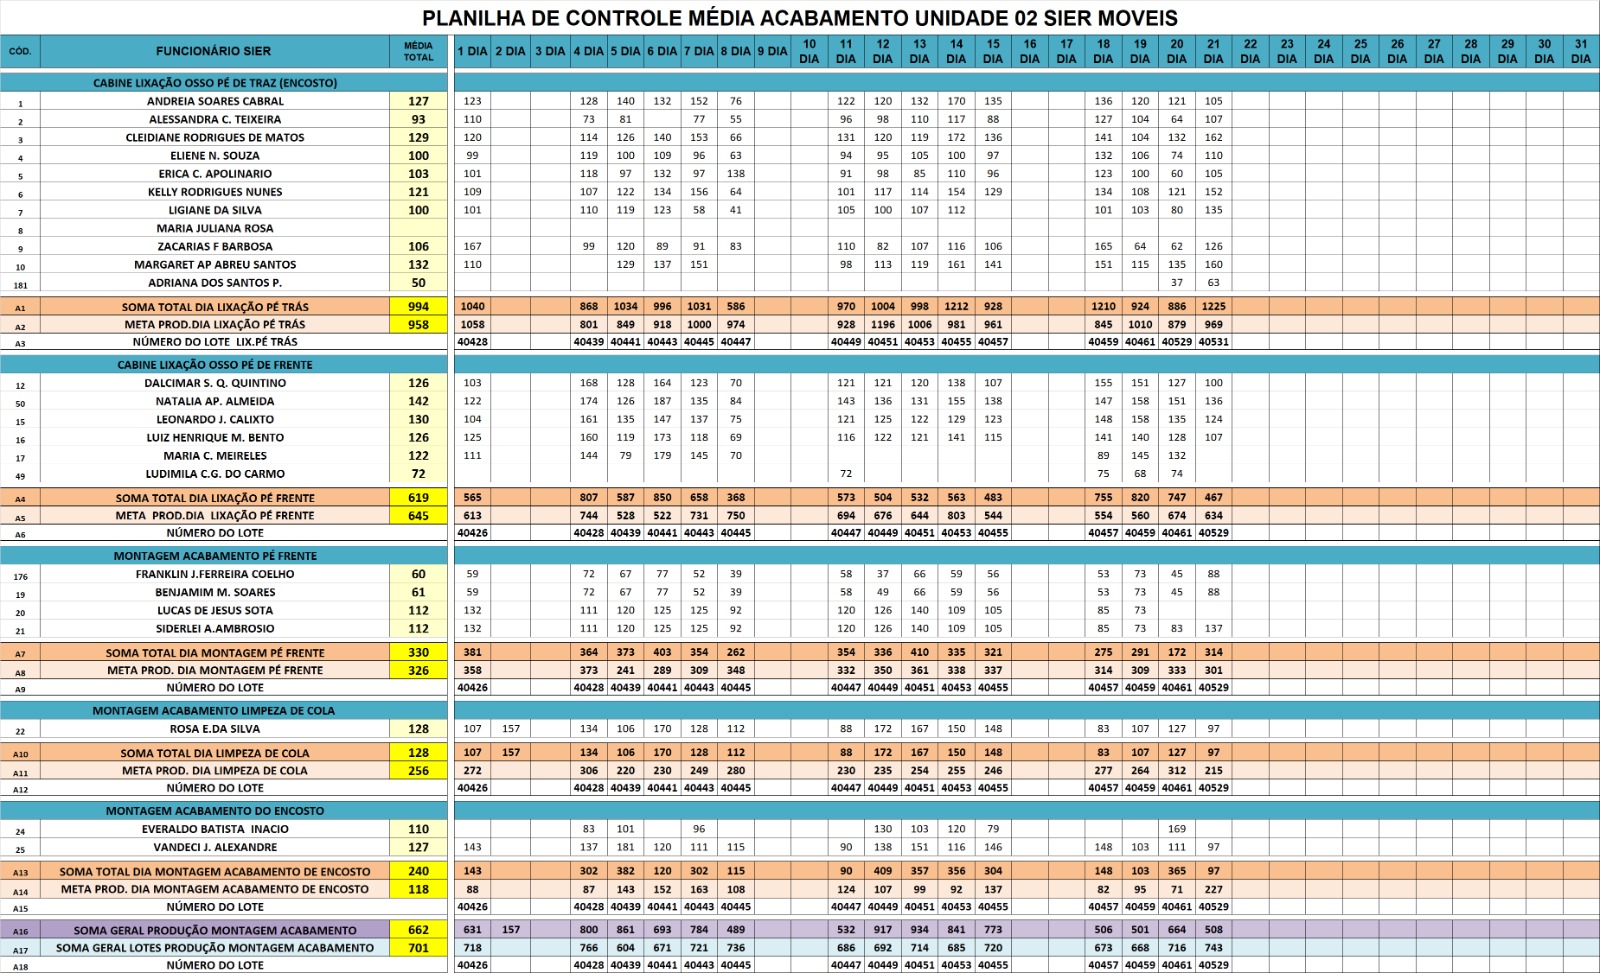 PLANILHA DE CONTROLE MÉDIA ACABAMENTO UNIDADE 02 SIER MOVEIS
CÓD. FUNCIONÁRIO SIER MÉDIA TOTAL 1 DIA 2 DIA 3 DIA 4 DIA 5 DIA 6 DIA 7 DIA 8 DIA 9 DIA 10 DIA 11 DIA 12 DIA 13 DIA 14 DIA 15 DIA 16 DIA 17 DIA 18 DIA 19 DIA 20 DIA 21 DIA 22 DIA 23 DIA 24 DIA 25 DIA 26 DIA 27 DIA 28 DIA 29 DIA 30 DIA 31 DIA
CABINE LIXAÇÃO OSSO PÉ DE TRAZ (ENCOSTO)
1 ANDREIA SOARES CABRAL 127 123 128 140 132 152 76 122 120 132 170 135 136 120 121 105
2 ALESSANDRA C. TEIXEIRA 93 110 73 81 77 55 96 98 110 117 88 127 104 64 107
3 CLEIDIANE RODRIGUES DE MATOS 129 120 114 126 140 153 66 131 120 119 172 136 141 104 132 162
4 ELIENE N. SOUZA 100 99 119 100 109 96 63 94 95 105 100 97 132 106 74 110
5 ERICA C. APOLINARIO 103 101 118 97 132 97 138 91 98 85 110 96 123 100 60 105
6 KELLY RODRIGUES NUNES 121 109 107 122 134 156 64 101 117 114 154 129 134 108 121 152
7 LIGIANE DA SILVA 100 101 110 119 123 58 41 105 100 107 112 101 103 80 135
8 MARIA JULIANA ROSA
9 ZACARIAS F BARBOSA 106 167 99 120 89 91 83 110 82 107 116 106 165 64 62 126
10 MARGARET AP ABREU SANTOS 132 110 129 137 151 98 113 119 161 141 151 115 135 160
181 ADRIANA DOS SANTOS P. 50 37 63
A1 SOMA TOTAL DIA LIXAÇÃO PÉ TRÁS 994 1040 868 1034 996 1031 586 970 1004 998 1212 928 1210 924 886 1225
A2 META PROD.DIA LIXAÇÃO PÉ TRÁS 958 1058 801 849 918 1000 974 928 1196 1006 981 961 845 1010 879 969
A3 NÚMERO DO LOTE LIX.PÉ TRÁS 40428 40439 40441 40443 40445 40447 40449 40451 40453 40455 40457 40459 40461 40529 40531
CABINE LIXAÇÃO OSSO PÉ DE FRENTE
12 DALCIMAR S. Q. QUINTINO 126 103 168 128 164 123 70 121 121 120 138 107 155 151 127 100
50 NATALIA AP. ALMEIDA 142 122 174 126 187 135 84 143 136 131 155 138 147 158 151 136
15 LEONARDO J. CALIXTO 130 104 161 135 147 137 75 121 125 122 129 123 148 158 135 124
16 LUIZ HENRIQUE M. BENTO 126 125 160 119 173 118 69 116 122 121 141 115 141 140 128 107
17 MARIA C. MEIRELES 122 111 144 79 179 145 70 89 145 132
49 LUDIMILA C.G. DO CARMO 72 72 75 68 74
A4 SOMA TOTAL DIA LIXAÇÃO PÉ FRENTE 619 565 807 587 850 658 368 573 504 532 563 483 755 820 747 467
A5 META PROD.DIA LIXAÇÃO PÉ FRENTE 645 613 744 528 522 731 750 694 676 644 803 544 554 560 674 634
A6 NÚMERO DO LOTE 40426 40428 40439 40441 40443 40445 40447 40449 40451 40453 40455 40457 40459 40461 40529
MONTAGEM ACABAMENTO PÉ FRENTE
176 FRANKLIN J.FERREIRA COELHO 60 59 72 67 77 52 39 58 37 66 59 56 53 73 45 88
19 BENJAMIM M. SOARES 61 59 72 67 77 52 39 58 49 66 59 56 53 73 45 88
20 LUCAS DE JESUS SOTA 112 132 111 120 125 125 92 120 126 140 109 105 85 73
21 SIDERLEI A.AMBROSIO 112 132 111 120 125 125 92 120 126 140 109 105 85 73 83 137
A7 SOMA TOTAL DIA MONTAGEM PÉ FRENTE 330 381 364 373 403 354 262 354 336 410 335 321 275 291 172 314
A8 META PROD. DIA MONTAGEM PÉ FRENTE 326 358 373 241 289 309 348 332 350 361 338 337 314 309 333 301
A9 NÚMERO DO LOTE 40426 40428 40439 40441 40443 40445 40447 40449 40451 40453 40455 40457 40459 40461 40529
MONTAGEM ACABAMENTO LIMPEZA DE COLA
22 ROSA E.DA SILVA 128 107 157 134 106 170 128 112 88 172 167 150 148 83 107 127 97
A10 SOMA TOTAL DIA LIMPEZA DE COLA 128 107 157 134 106 170 128 112 88 172 167 150 148 83 107 127 97
A11 META PROD. DIA LIMPEZA DE COLA 256 272 306 220 230 249 280 230 235 254 255 246 277 264 312 215
A12 NÚMERO DO LOTE 40426 40428 40439 40441 40443 40445 40447 40449 40451 40453 40455 40457 40459 40461 40529
MONTAGEM ACABAMENTO DO ENCOSTO
24 EVERALDO BATISTA INACIO 110 83 101 96 130 103 120 79 169
25 VANDECI J. ALEXANDRE 127 143 137 181 120 111 115 90 138 151 116 146 148 103 111 97
A13 SOMA TOTAL DIA MONTAGEM ACABAMENTO DE ENCOSTO 240 143 302 382 120 302 115 90 409 357 356 304 148 103 365 97
A14 META PROD. DIA MONTAGEM ACABAMENTO DE ENCOSTO 118 88 87 143 152 163 108 124 107 99 92 137 82 95 71 227
A15 NÚMERO DO LOTE 40426 40428 40439 40441 40443 40445 40447 40449 40451 40453 40455 40457 40459 40461 40529
A16 SOMA GERAL PRODUÇÃO MONTAGEM ACABAMENTO 662 631 157 800 861 693 784 489 532 917 934 841 773 506 501 664 508
A17 SOMA GERAL LOTES PRODUÇÃO MONTAGEM ACABAMENTO 701 718 766 604 671 721 736 686 692 714 685 720 673 668 716 743
A18 NÚMERO DO LOTE 40426 40428 40439 40441 40443 40445 40447 40449 40451 40453 40455 40457 40459 40461 40529